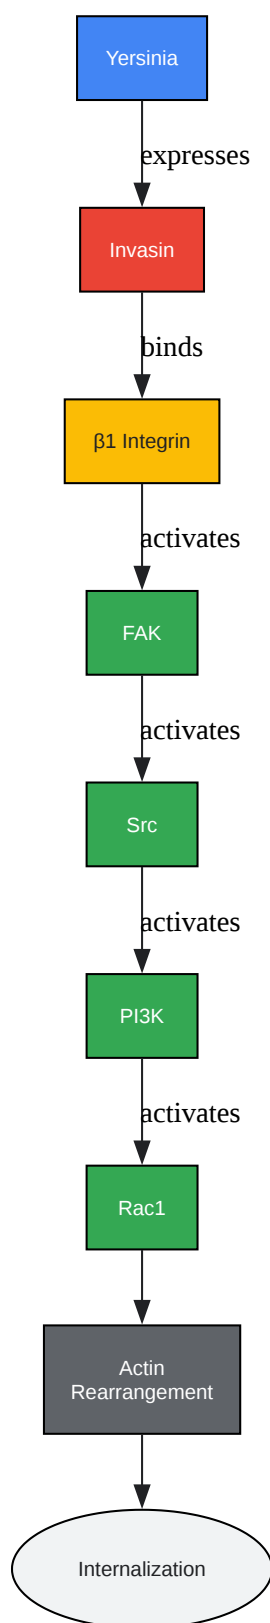 Yersinia
expresses
Invasin
binds
β1 Integrin
activates
FAK
activates
Src
activates
PI3K
activates
Rac1
Actin
Rearrangement
Internalization